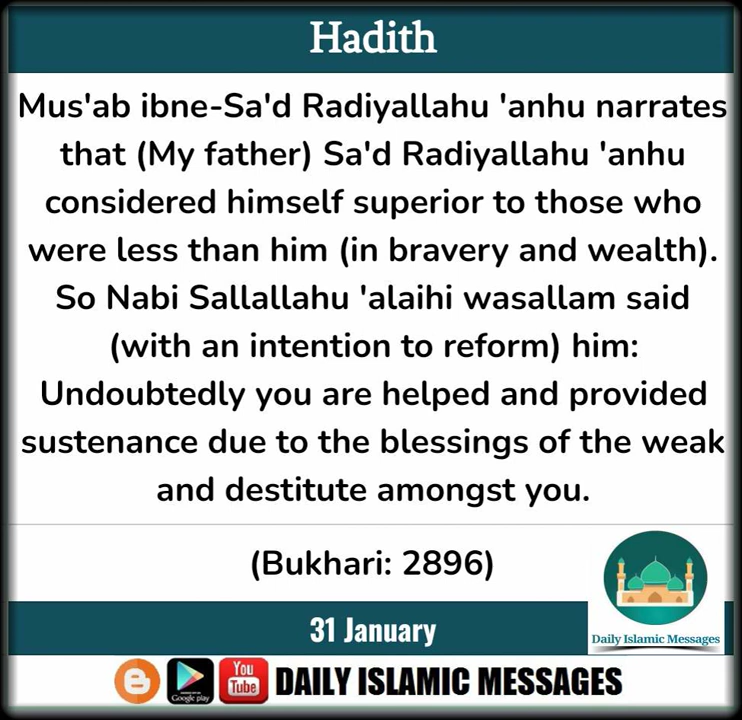 Hadith
Mus'ab ibne-Sa'd Radiyallahu 'anhu narrates
that (My father) Sa'd Radiyallahu 'anhu
considered himself superior to those who
were less than him (in bravery and wealth).
So Nabi Sallallahu 'alaihi wasallam said
(with an intention to reform) him:
Undoubtedly you are helped and provided
sustenance due to the blessings of the weak
and destitute amongst you.
(Bukhari: 2896)
31 January
Daily Islamic Messages
Google play
You
Tube
DAILY ISLAMIC MESSAGES